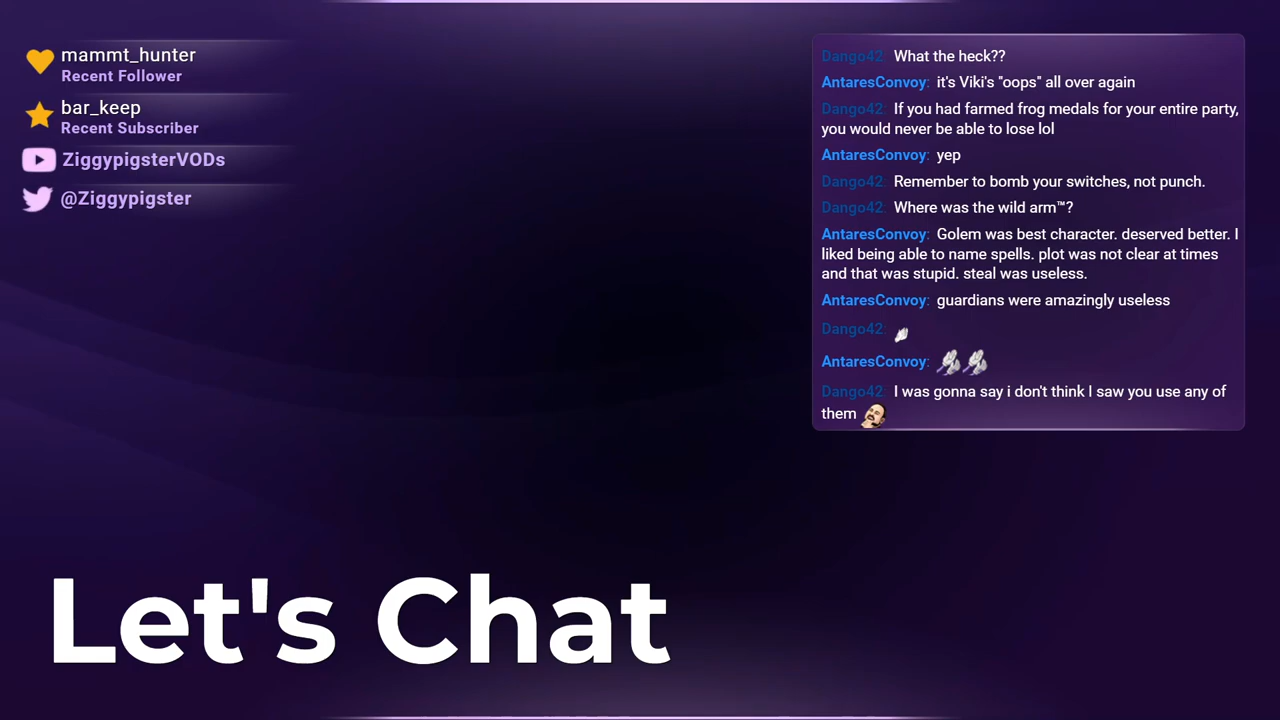 mammt_hunter
Recent Follower
bar_keep
Recent Subscriber
ZiggypigsterVODs
@Ziggypigster
Dango42: What the heck??
AntaresConvoy: it's Viki's "oops" all over again
Dango42: If you had farmed frog medals for your entire party,
you would never be able to lose lol
AntaresConvoy: yep
Dango42: Remember to bomb your switches, not punch.
Dango42: Where was the wild arm™?
AntaresConvoy: Golem was best character. deserved better. I
liked being able to name spells. plot was not clear at times
and that was stupid. steal was useless.
AntaresConvoy: guardians were amazingly useless
Dango42:
AntaresConvoy:
Dango42: I was gonna say i don't think I saw you use any of
them
Let's Chat